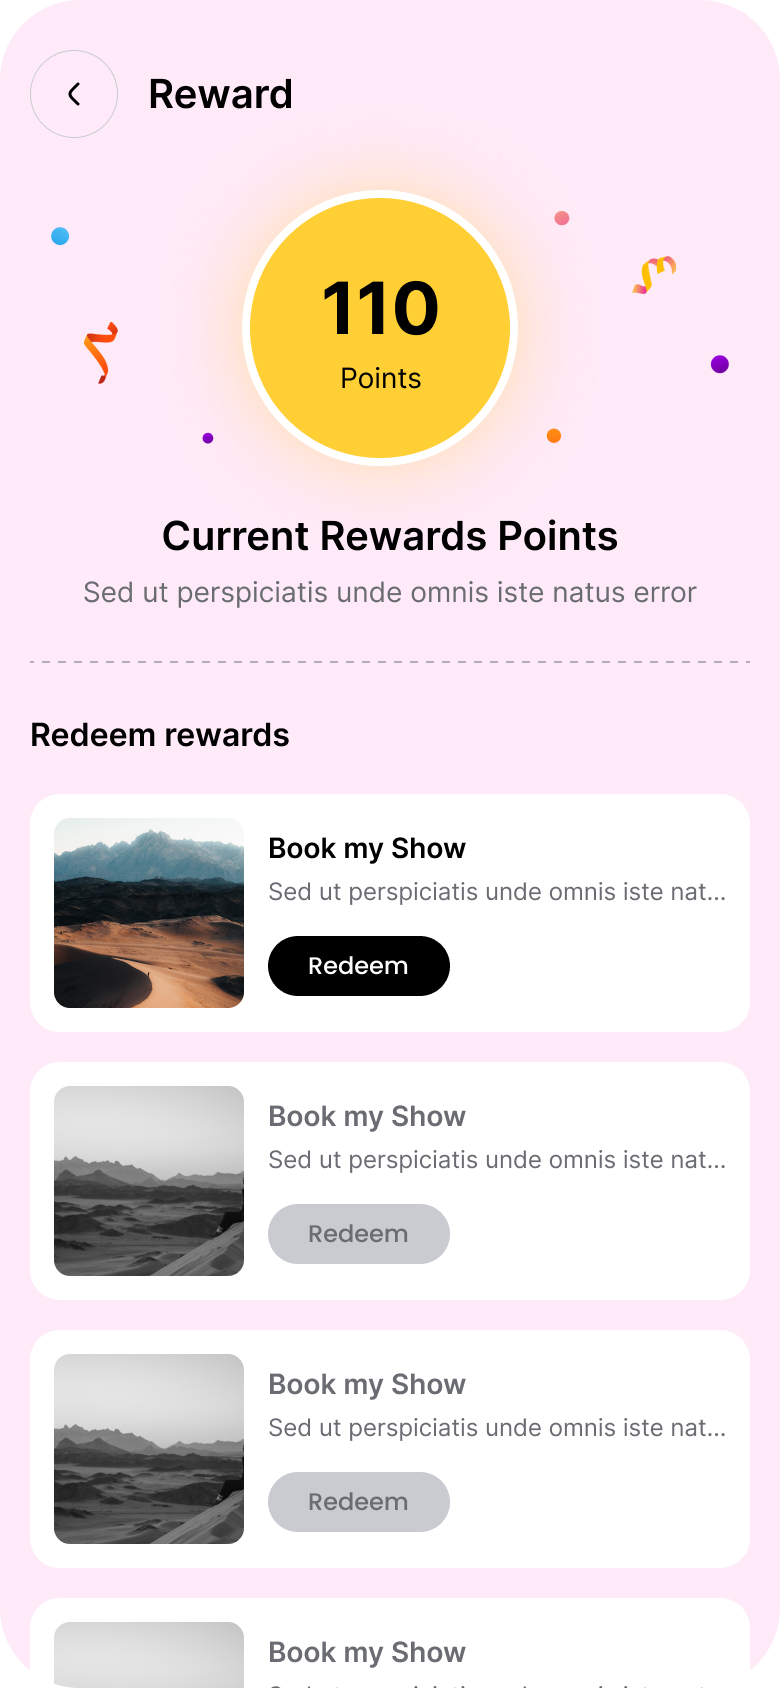 Reward
110
Points
Current Rewards Points
Sed ut perspiciatis unde omnis iste natus error
Redeem rewards
Book my Show
Sed ut perspiciatis unde omnis iste nat...
Redeem
Book my Show
Sed ut perspiciatis unde omnis iste nat...
Redeem
Book my Show
Sed ut perspiciatis unde omnis iste nat...
Redeem
Book my Show